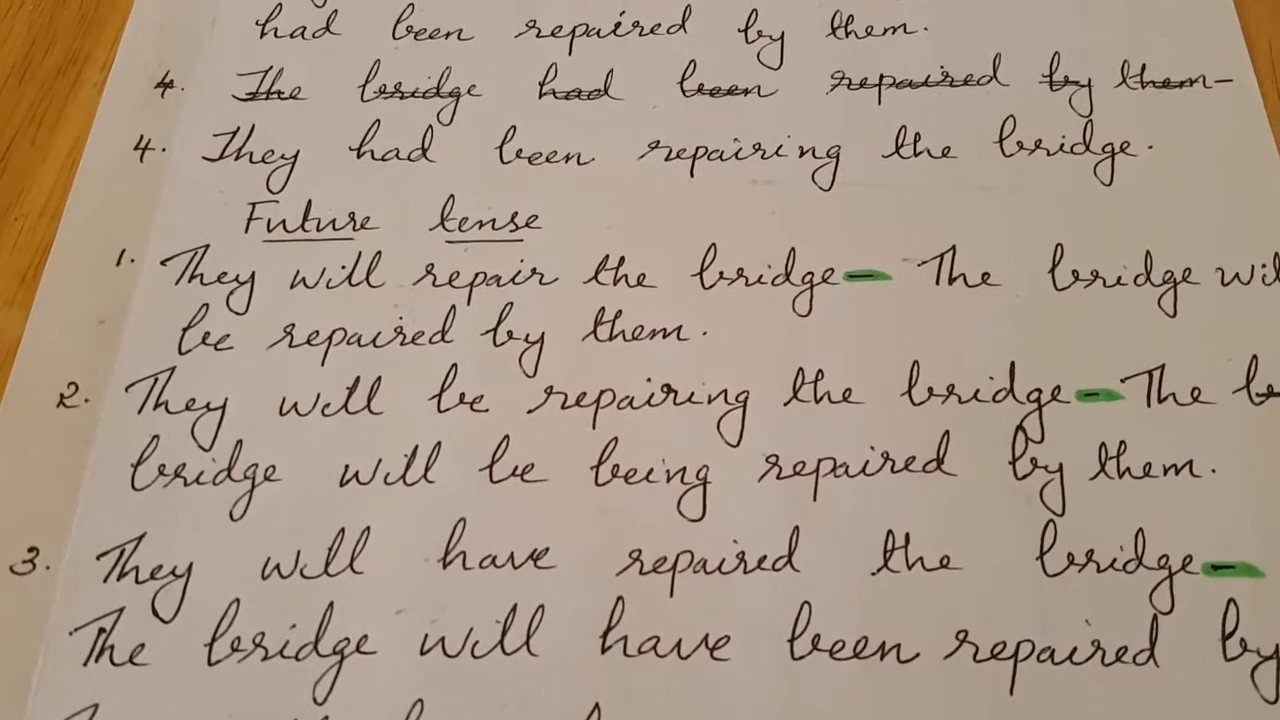 had been repaired by them.
4. The bridge had been repaired by them-
4. They had been repairing the bridge.
Future tense
1. They will repair the bridge - The bridge wil
be repaired by them.
2. They will be repairing the bridge - The b
bridge will be being repaired by them.
3. They will have repaired the bridge -
The bridge will have been repaired by